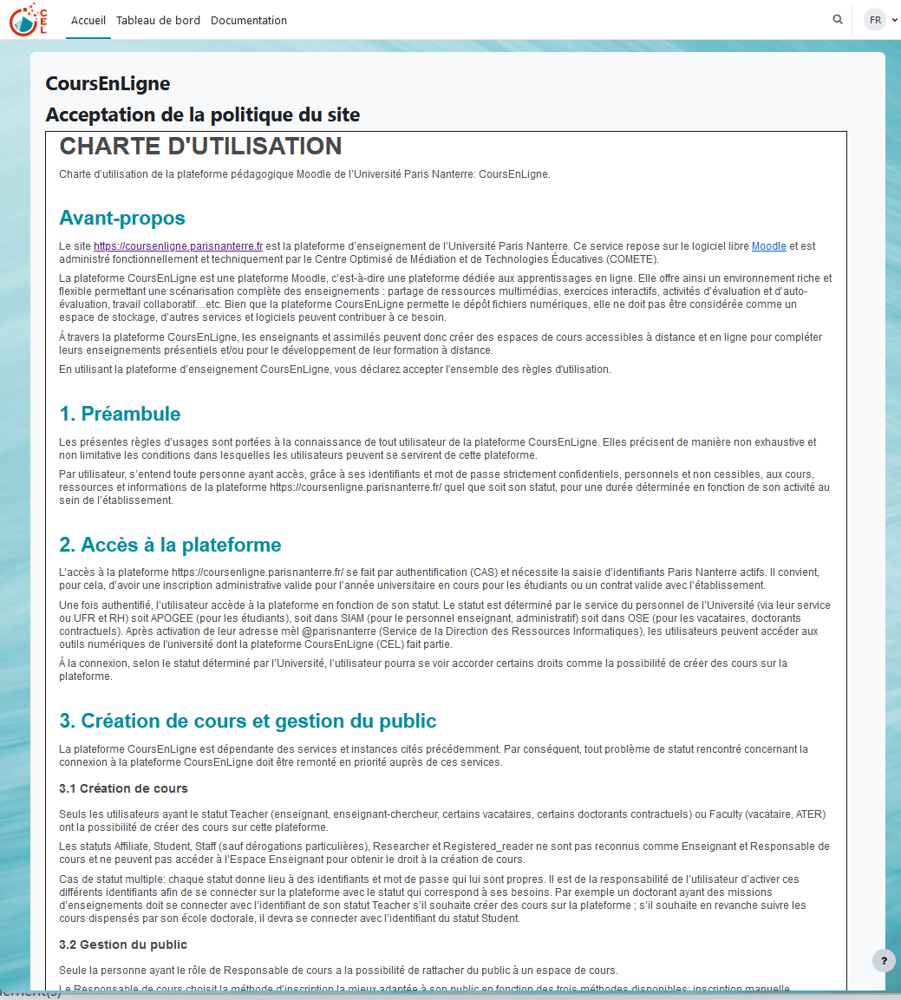 CEL
Accueil Tableau de bord Documentation
FR
CoursEnLigne
Acceptation de la politique du site
CHARTE D'UTILISATION
Charte d’utilisation de la plateforme pédagogique Moodle de l’Université Paris Nanterre: CoursEnLigne.
Avant-propos
Le site https://coursenligne.parisnanterre.fr est la plateforme d’enseignement de l’Université Paris Nanterre. Ce service repose sur le logiciel libre Moodle et est
administré fonctionnellement et techniquement par le Centre Optimisé de Médiation et de Technologies Éducatives (COMETE).
La plateforme CoursEnLigne est une plateforme Moodle, c’est-à-dire une plateforme dédiée aux apprentissages en ligne. Elle offre ainsi un environnement riche et
flexible permettant une scénarisation complète des enseignements : partage de ressources multimédias, exercices interactifs, activités d’évaluation et d’auto-
évaluation, travail collaboratif…etc. Bien que la plateforme CoursEnLigne permette le dépôt fichiers numériques, elle ne doit pas être considérée comme un
espace de stockage, d’autres services et logiciels peuvent contribuer à ce besoin.
À travers la plateforme CoursEnLigne, les enseignants et assimilés peuvent donc créer des espaces de cours accessibles à distance et en ligne pour compléter
leurs enseignements présentiels et/ou pour le développement de leur formation à distance.
En utilisant la plateforme d’enseignement CoursEnLigne, vous déclarez accepter l'ensemble des règles d'utilisation.
1. Préambule
Les présentes règles d’usages sont portées à la connaissance de tout utilisateur de la plateforme CoursEnLigne. Elles précisent de manière non exhaustive et
non limitative les conditions dans lesquelles les utilisateurs peuvent se servirent de cette plateforme.
Par utilisateur, s’entend toute personne ayant accès, grâce à ses identifiants et mot de passe strictement confidentiels, personnels et non cessibles, aux cours,
ressources et informations de la plateforme https://coursenligne.parisnanterre.fr/ quel que soit son statut, pour une durée déterminée en fonction de son activité au
sein de l’établissement.
2. Accès à la plateforme
L’accès à la plateforme https://coursenligne.parisnanterre.fr/ se fait par authentification (CAS) et nécessite la saisie d’identifiants Paris Nanterre actifs. Il convient,
pour cela, d’avoir une inscription administrative valide pour l’année universitaire en cours pour les étudiants ou un contrat valide avec l’établissement.
Une fois authentifié, l’utilisateur accède à la plateforme en fonction de son statut. Le statut est déterminé par le service du personnel de l’Université (via leur service
ou UFR et RH) soit APOGEE (pour les étudiants), soit dans SIAM (pour le personnel enseignant, administratif) soit dans OSE (pour les vacataires, doctorants
contractuels). Après activation de leur adresse mèl @parisnanterre (Service de la Direction des Ressources Informatiques), les utilisateurs peuvent accéder aux
outils numériques de l'université dont la plateforme CoursEnLigne (CEL) fait partie.
À la connexion, selon le statut déterminé par l’Université, l’utilisateur pourra se voir accorder certains droits comme la possibilité de créer des cours sur la
plateforme.
3. Création de cours et gestion du public
La plateforme CoursEnLigne est dépendante des services et instances cités précédemment. Par conséquent, tout problème de statut rencontré concernant la
connexion à la plateforme CoursEnLigne doit être remonté en priorité auprès de ces services.
3.1 Création de cours
Seuls les utilisateurs ayant le statut Teacher (enseignant, enseignant-chercheur, certains vacataires, certains doctorants contractuels) ou Faculty (vacataire, ATER)
ont la possibilité de créer des cours sur cette plateforme.
Les statuts Affiliate, Student, Staff (sauf dérogations particulières), Researcher et Registered_reader ne sont pas reconnus comme Enseignant et Responsable de
cours et ne peuvent pas accéder à l’Espace Enseignant pour obtenir le droit à la création de cours.
Cas de statut multiple: chaque statut donne lieu à des identifiants et mot de passe qui lui sont propres. Il est de la responsabilité de l’utilisateur d’activer ces
différents identifiants afin de se connecter sur la plateforme avec le statut qui correspond à ses besoins. Par exemple un doctorant ayant des missions
d’enseignements doit se connecter avec l’identifiant de son statut Teacher s’il souhaite créer des cours sur la plateforme ; s’il souhaite en revanche suivre les
cours dispensés par son école doctorale, il devra se connecter avec l’identifiant du statut Student.
3.2 Gestion du public
Seule la personne ayant le rôle de Responsable de cours a la possibilité de rattacher du public à un espace de cours.
?
Le Responsable de cours choisit la méthode d’inscription la mieux adaptée à son public en fonction des trois méthodes disponibles: inscription manuelle,